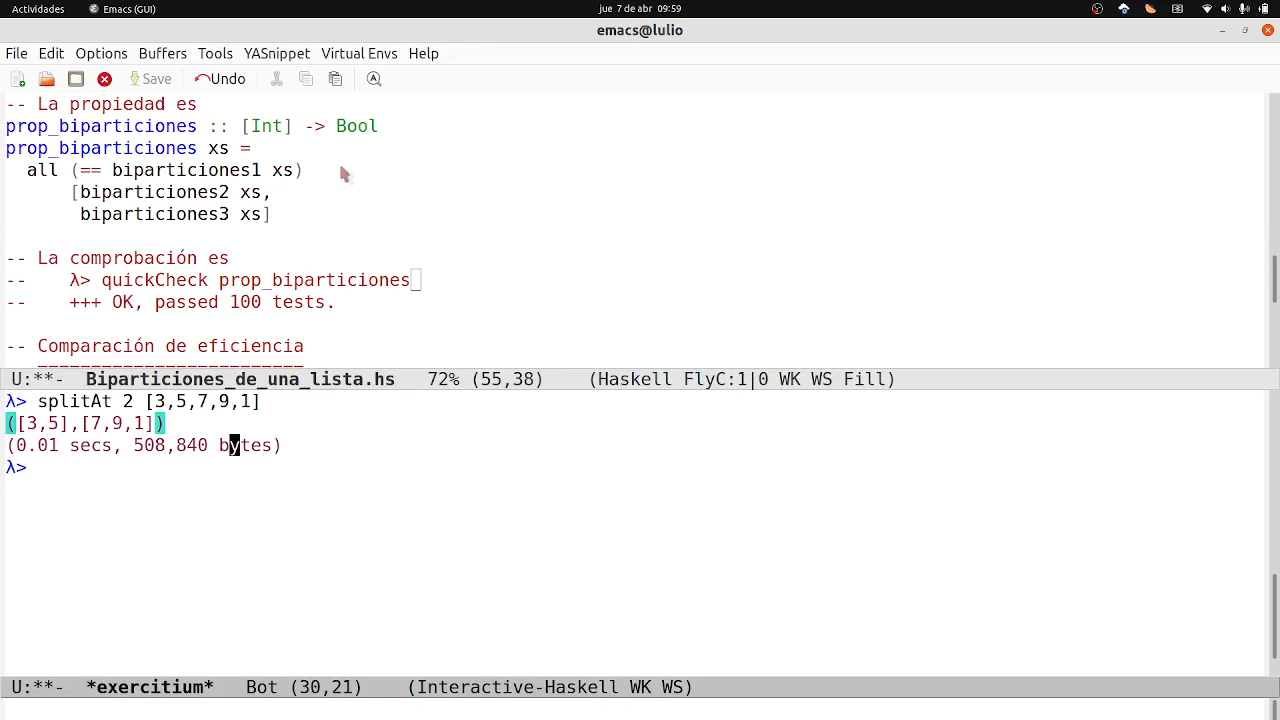 Actividades Emacs (GUI) jue 7 de abr 09:59
emacs@lulio
File Edit Options Buffers Tools YASnippet Virtual Envs Help
Save Undo
-- La propiedad es
prop_biparticiones :: [Int] -> Bool
prop_biparticiones xs =
  all (== biparticiones1 xs)
      [biparticiones2 xs,
       biparticiones3 xs]
-- La comprobación es
--    λ> quickCheck prop_biparticiones
--    +++ OK, passed 100 tests.
-- Comparación de eficiencia
U:**-  Biparticiones_de_una_lista.hs   72% (55,38)    (Haskell FlyC:1|0 WK WS Fill)
λ> splitAt 2 [3,5,7,9,1]
([3,5],[7,9,1])
(0.01 secs, 508,840 bytes)
λ>
U:**-  *exercitium*   Bot (30,21)    (Interactive-Haskell WK WS)